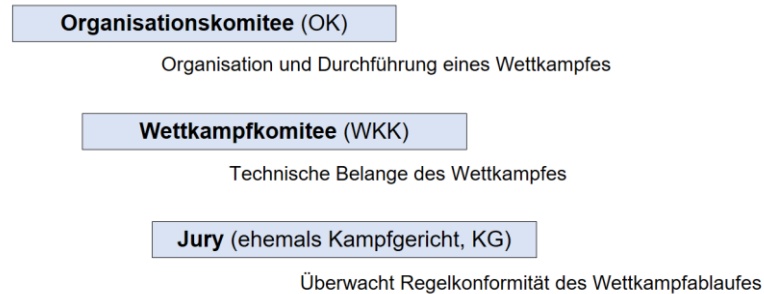 Organisationskomitee (OK)
Organisation und Durchführung eines Wettkampfes
Wettkampfkomitee (WKK)
Technische Belange des Wettkampfes
Jury (ehemals Kampfgericht, KG)
Überwacht Regelkonformität des Wettkampfablaufes